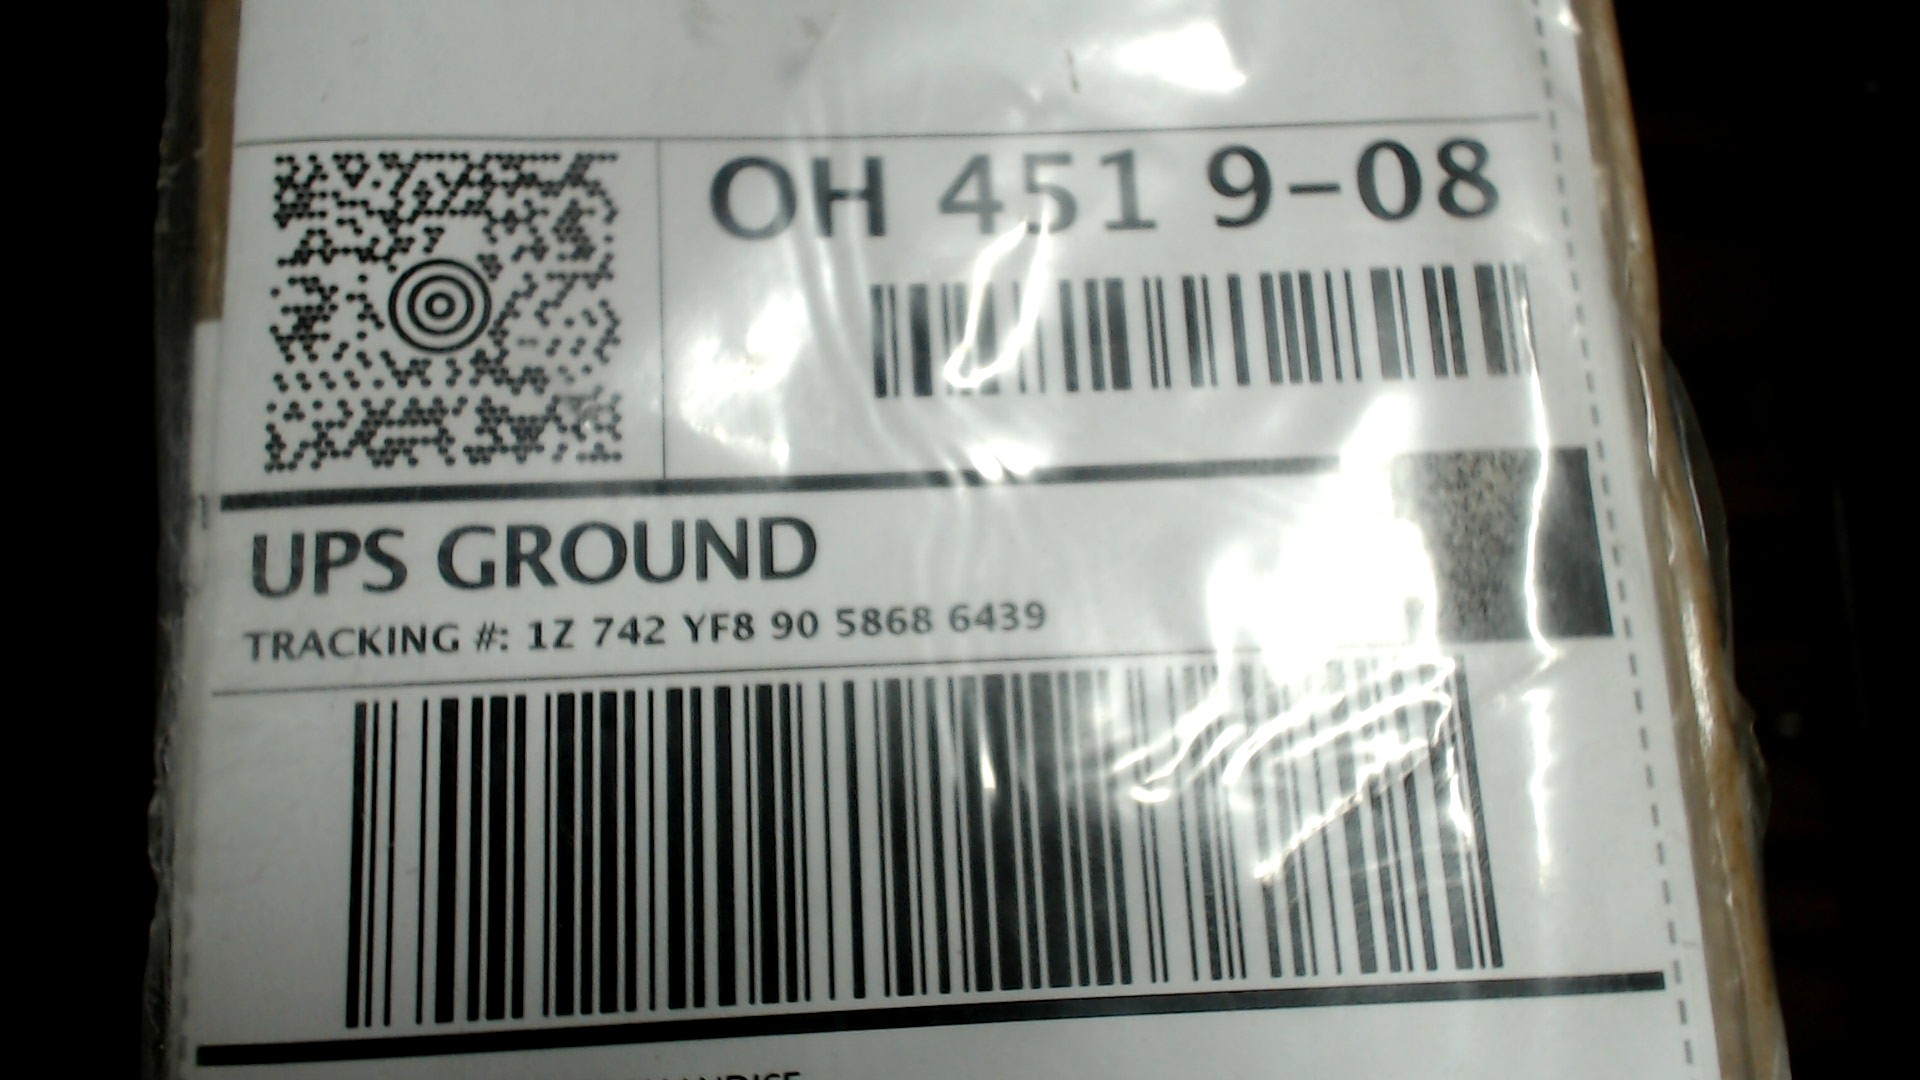 OH 451 9-08
UPS GROUND
TRACKING #: 1Z 742 YF8 90 5868 6439